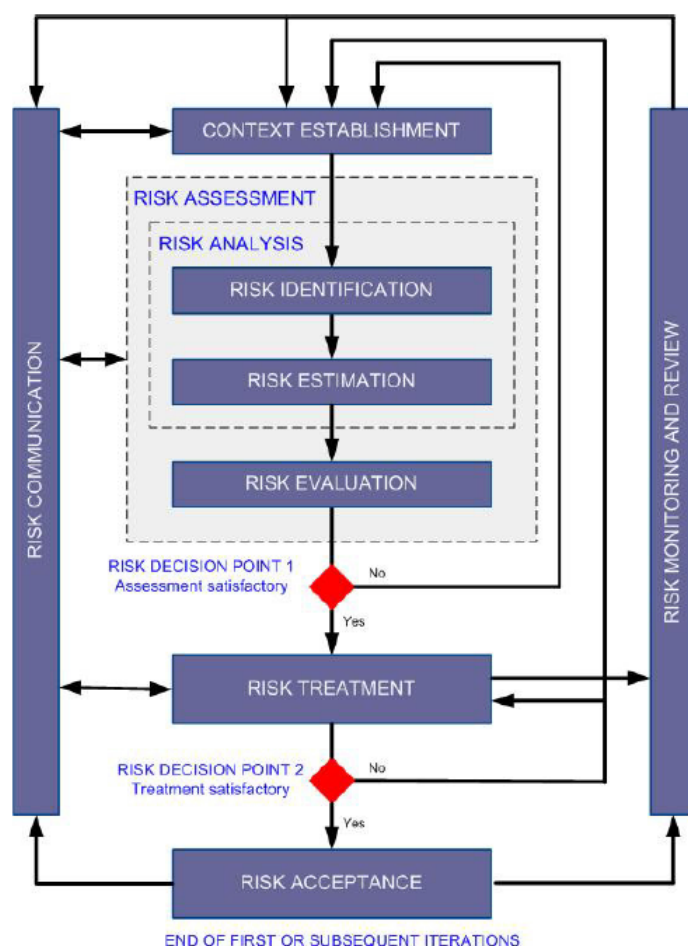 CONTEXT ESTABLISHMENT
RISK ASSESSMENT
RISK ANALYSIS
RISK IDENTIFICATION
RISK ESTIMATION
RISK EVALUATION
RISK COMMUNICATION
RISK MONITORING AND REVIEW
RISK DECISION POINT 1
Assessment satisfactory
No
Yes
RISK TREATMENT
RISK DECISION POINT 2
Treatment satisfactory
No
Yes
RISK ACCEPTANCE
END OF FIRST OR SUBSEQUENT ITERATIONS